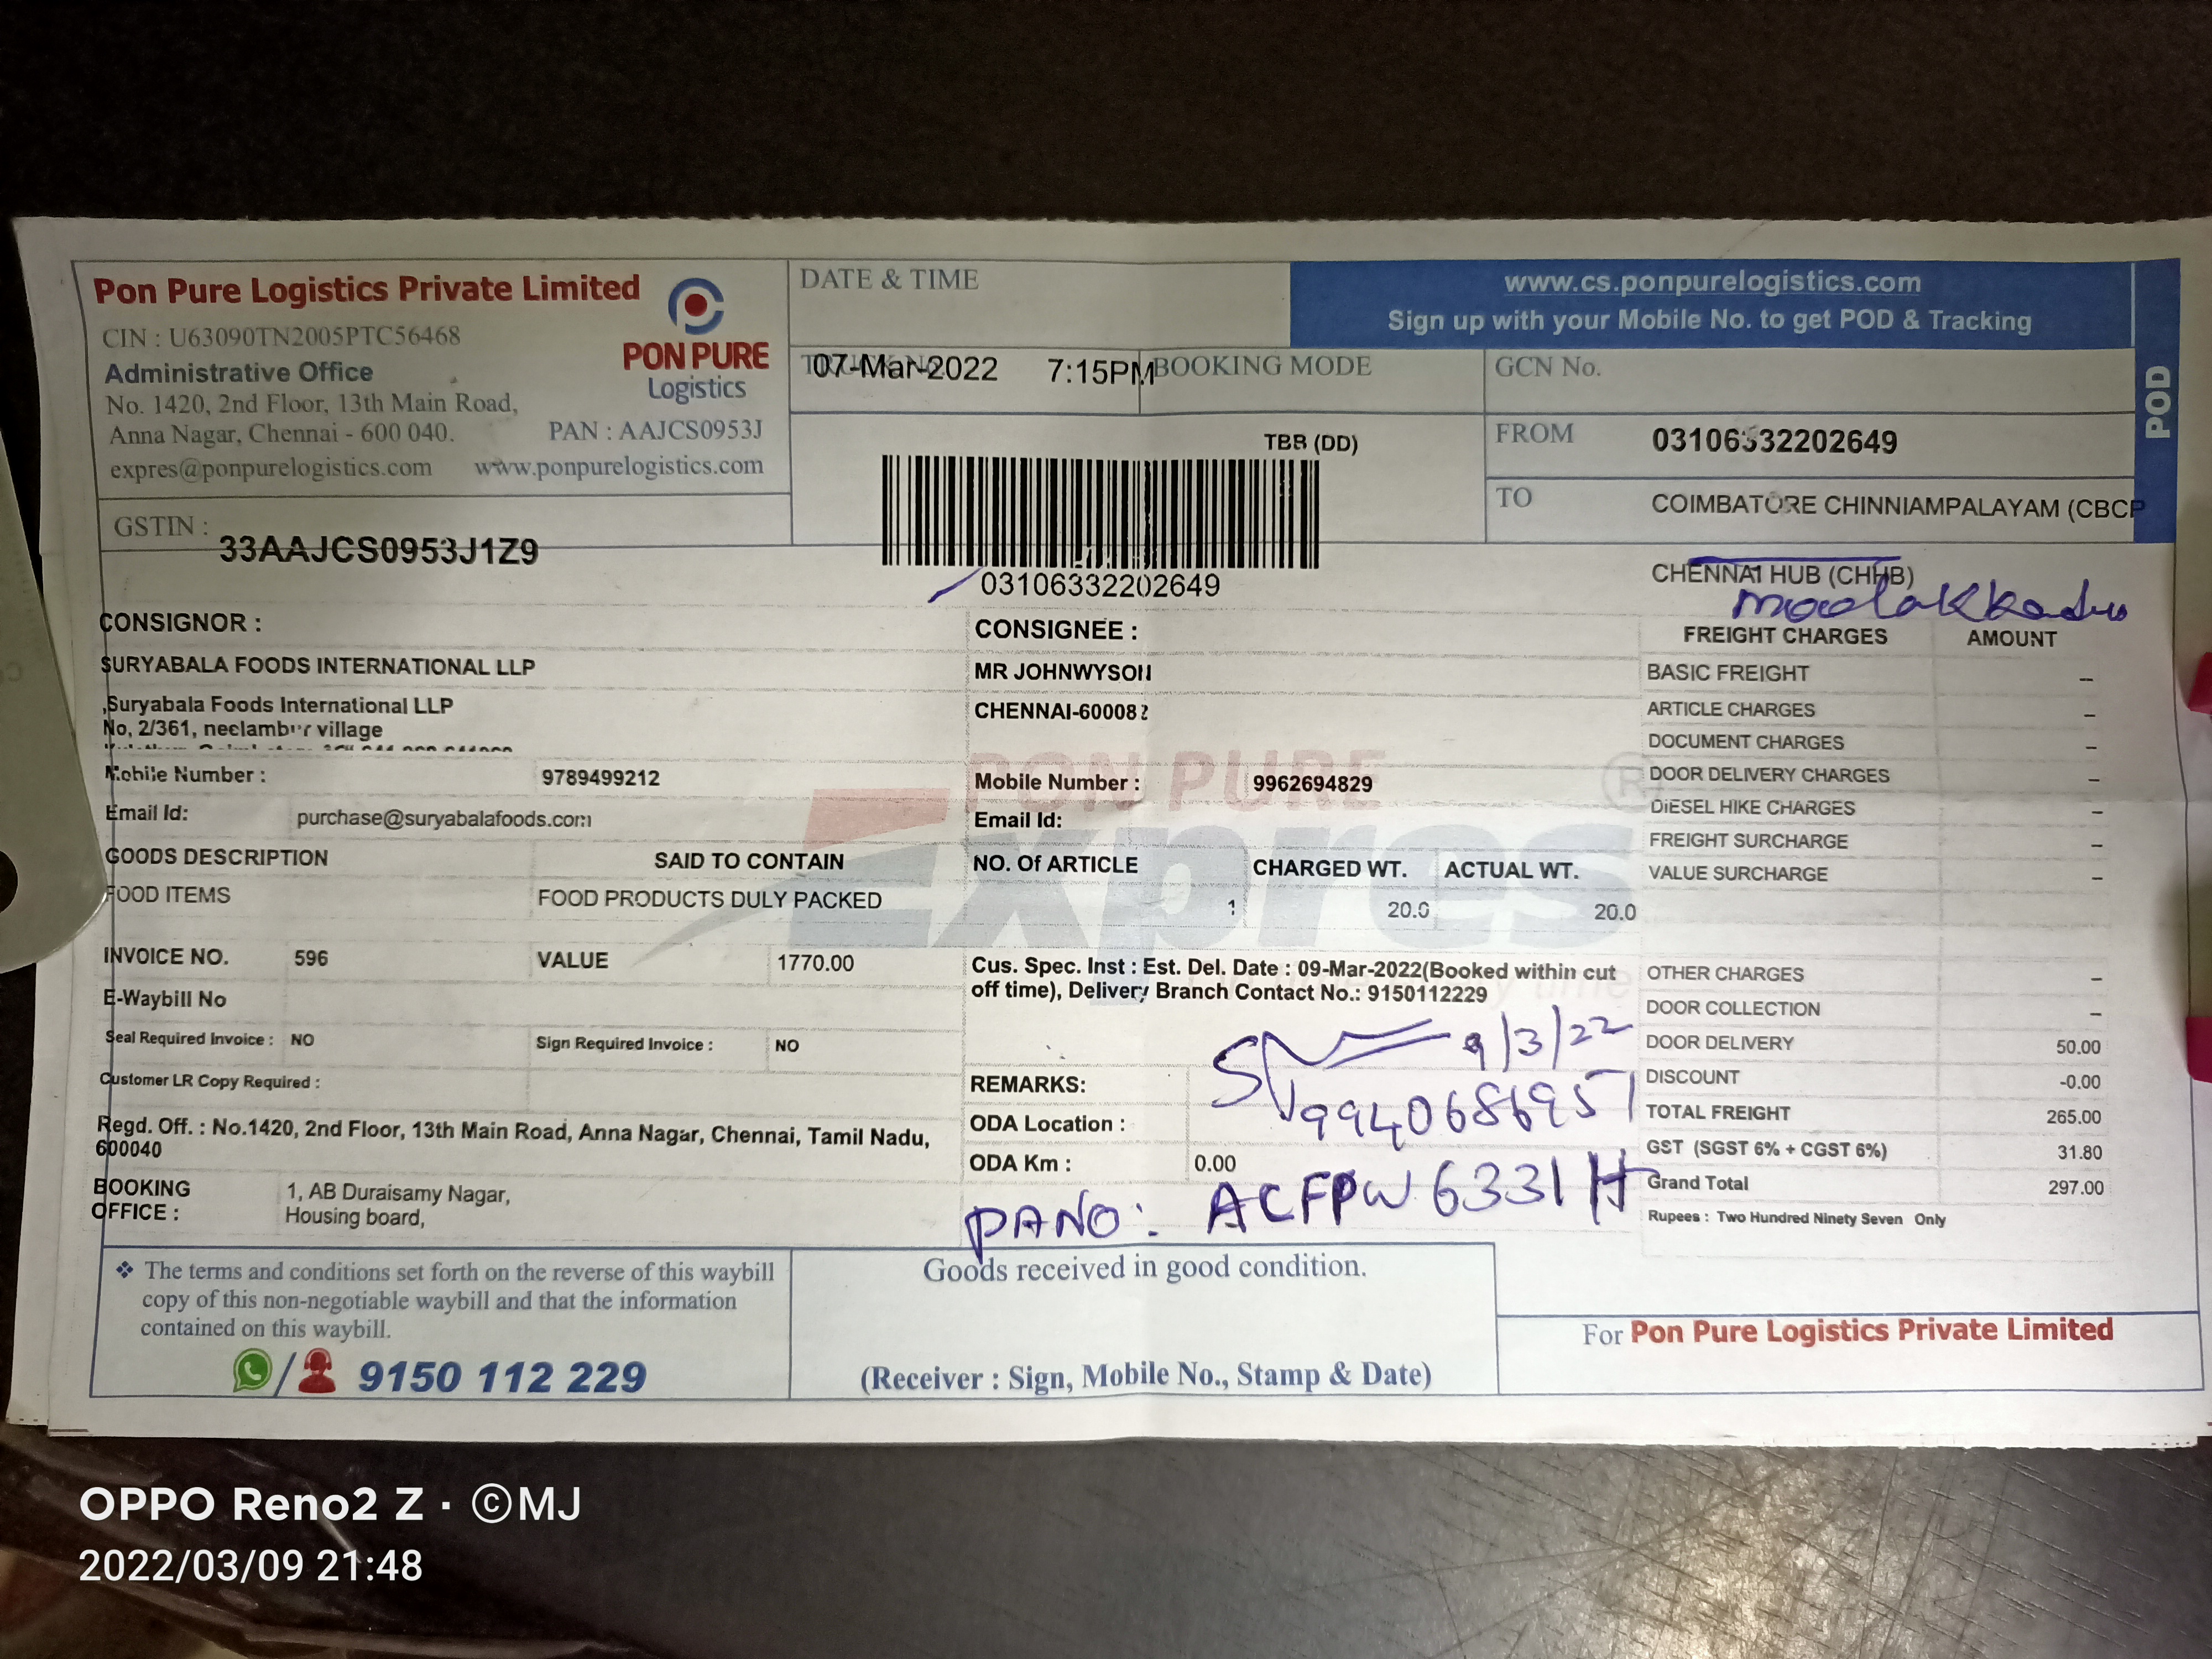 Pon Pure Logistics Private Limited
CIN : U63090TN2005PTC56468
Administrative Office
No. 1420, 2nd Floor, 13th Main Road,
Anna Nagar, Chennai - 600 040.
PAN : AAJCS0953J
expres@ponpurelogistics.com www.ponpurelogistics.com
PON PURE
Logistics
GSTIN : 33AAJCS0953J1Z9
DATE & TIME
07-Mar-2022 7:15PM
BOOKING MODE
TBB (DD)
03106332202649
www.cs.ponpurelogistics.com
Sign up with your Mobile No. to get POD & Tracking
POD
GCN No.
FROM 03106332202649
TO COIMBATORE CHINNIAMPALAYAM (CBCP
CHENNAI HUB (CHHB)
CONSIGNOR :
SURYABALA FOODS INTERNATIONAL LLP
,Suryabala Foods International LLP
No, 2/361, neelambur village
Mobile Number : 9789499212
Email Id: purchase@suryabalafoods.com
CONSIGNEE :
MR JOHNWYSON
CHENNAI-600082
Mobile Number : 9962694829
Email Id:
PON PURE
Expres
GOODS DESCRIPTION SAID TO CONTAIN NO. Of ARTICLE CHARGED WT. ACTUAL WT.
FOOD ITEMS FOOD PRODUCTS DULY PACKED 1 20.0 20.0
INVOICE NO. 596 VALUE 1770.00
E-Waybill No
Seal Required Invoice : NO Sign Required Invoice : NO
Customer LR Copy Required :
Regd. Off. : No.1420, 2nd Floor, 13th Main Road, Anna Nagar, Chennai, Tamil Nadu,
600040
BOOKING OFFICE : 1, AB Duraisamy Nagar,
Housing board,
Cus. Spec. Inst : Est. Del. Date : 09-Mar-2022(Booked within cut
off time), Delivery Branch Contact No.: 9150112229
9/3/22
9940686957
REMARKS:
ODA Location :
ODA Km : 0.00
PANO: ACFPW6331H
FREIGHT CHARGES AMOUNT
BASIC FREIGHT --
ARTICLE CHARGES --
DOCUMENT CHARGES --
DOOR DELIVERY CHARGES --
DIESEL HIKE CHARGES --
FREIGHT SURCHARGE --
VALUE SURCHARGE --
OTHER CHARGES --
DOOR COLLECTION --
DOOR DELIVERY 50.00
DISCOUNT -0.00
TOTAL FREIGHT 265.00
GST (SGST 6% + CGST 6%) 31.80
Grand Total 297.00
Rupees : Two Hundred Ninety Seven Only
❖ The terms and conditions set forth on the reverse of this waybill
copy of this non-negotiable waybill and that the information
contained on this waybill.
9150 112 229
Goods received in good condition.
(Receiver : Sign, Mobile No., Stamp & Date)
For Pon Pure Logistics Private Limited
OPPO Reno2 Z · ©MJ
2022/03/09 21:48